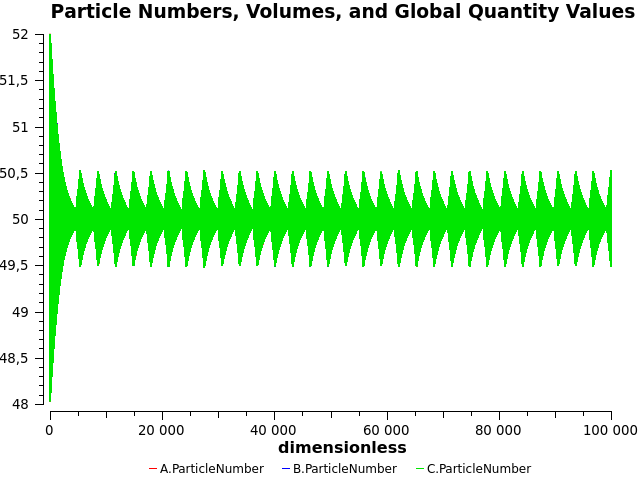 Particle Numbers, Volumes, and Global Quantity Values
52
51,5
51
50,5
50
49,5
49
48,5
48
0 20 000 40 000 60 000 80 000 100 000
dimensionless
A.ParticleNumber B.ParticleNumber C.ParticleNumber